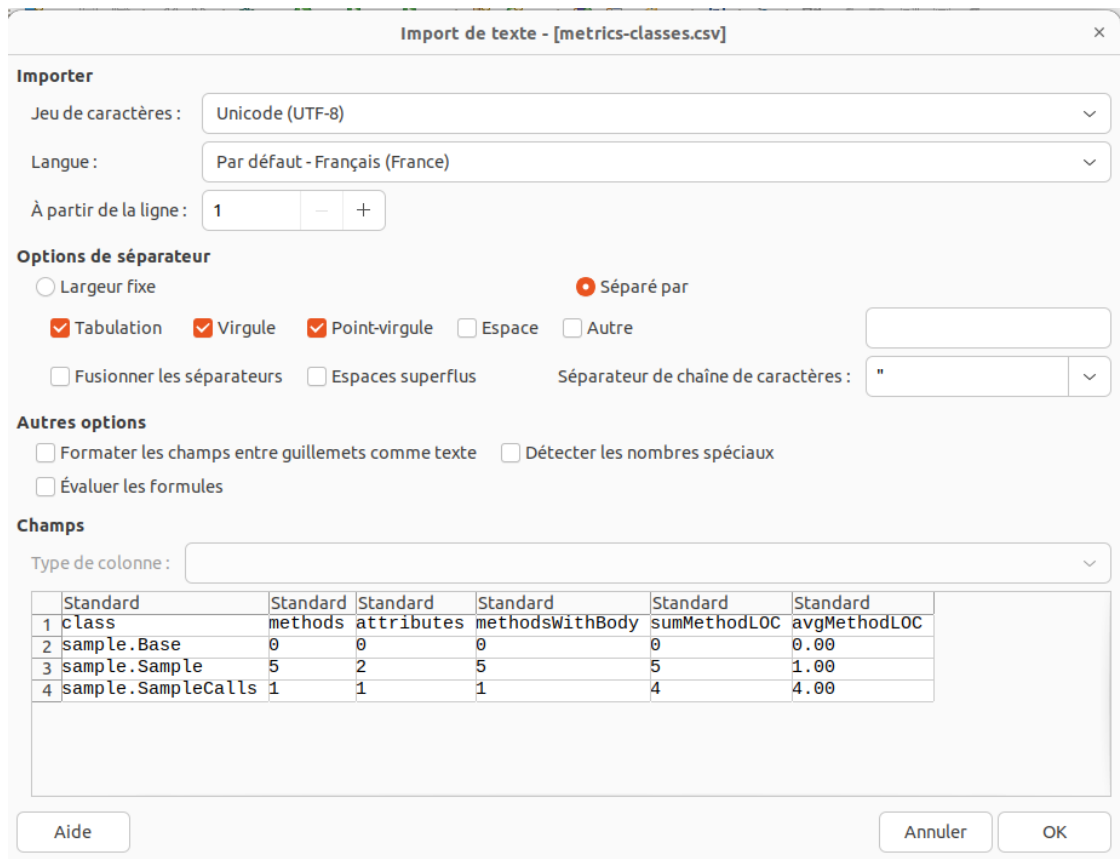 Import de texte - [metrics-classes.csv]
Importer
Jeu de caractères : Unicode (UTF-8)
Langue : Par défaut - Français (France)
À partir de la ligne : 1
Options de séparateur
Largeur fixe Séparé par
Tabulation Virgule Point-virgule Espace Autre
Fusionner les séparateurs Espaces superflus Séparateur de chaîne de caractères : "
Autres options
Formater les champs entre guillemets comme texte Détecter les nombres spéciaux
Évaluer les formules
Champs
Type de colonne :
Standard Standard Standard Standard Standard Standard
1 class methods attributes methodsWithBody sumMethodLOC avgMethodLOC
2 sample.Base 0 0 0 0 0.00
3 sample.Sample 5 2 5 5 1.00
4 sample.SampleCalls 1 1 1 4 4.00
Aide Annuler OK